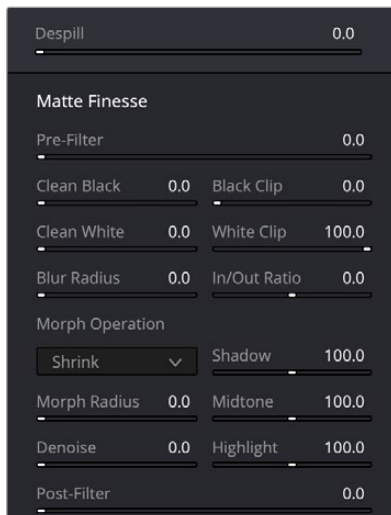 Despill 0.0
Matte Finesse
Pre-Filter 0.0
Clean Black 0.0 Black Clip 0.0
Clean White 0.0 White Clip 100.0
Blur Radius 0.0 In/Out Ratio 0.0
Morph Operation
Shrink Shadow 100.0
Morph Radius 0.0 Midtone 100.0
Denoise 0.0 Highlight 100.0
Post-Filter 0.0